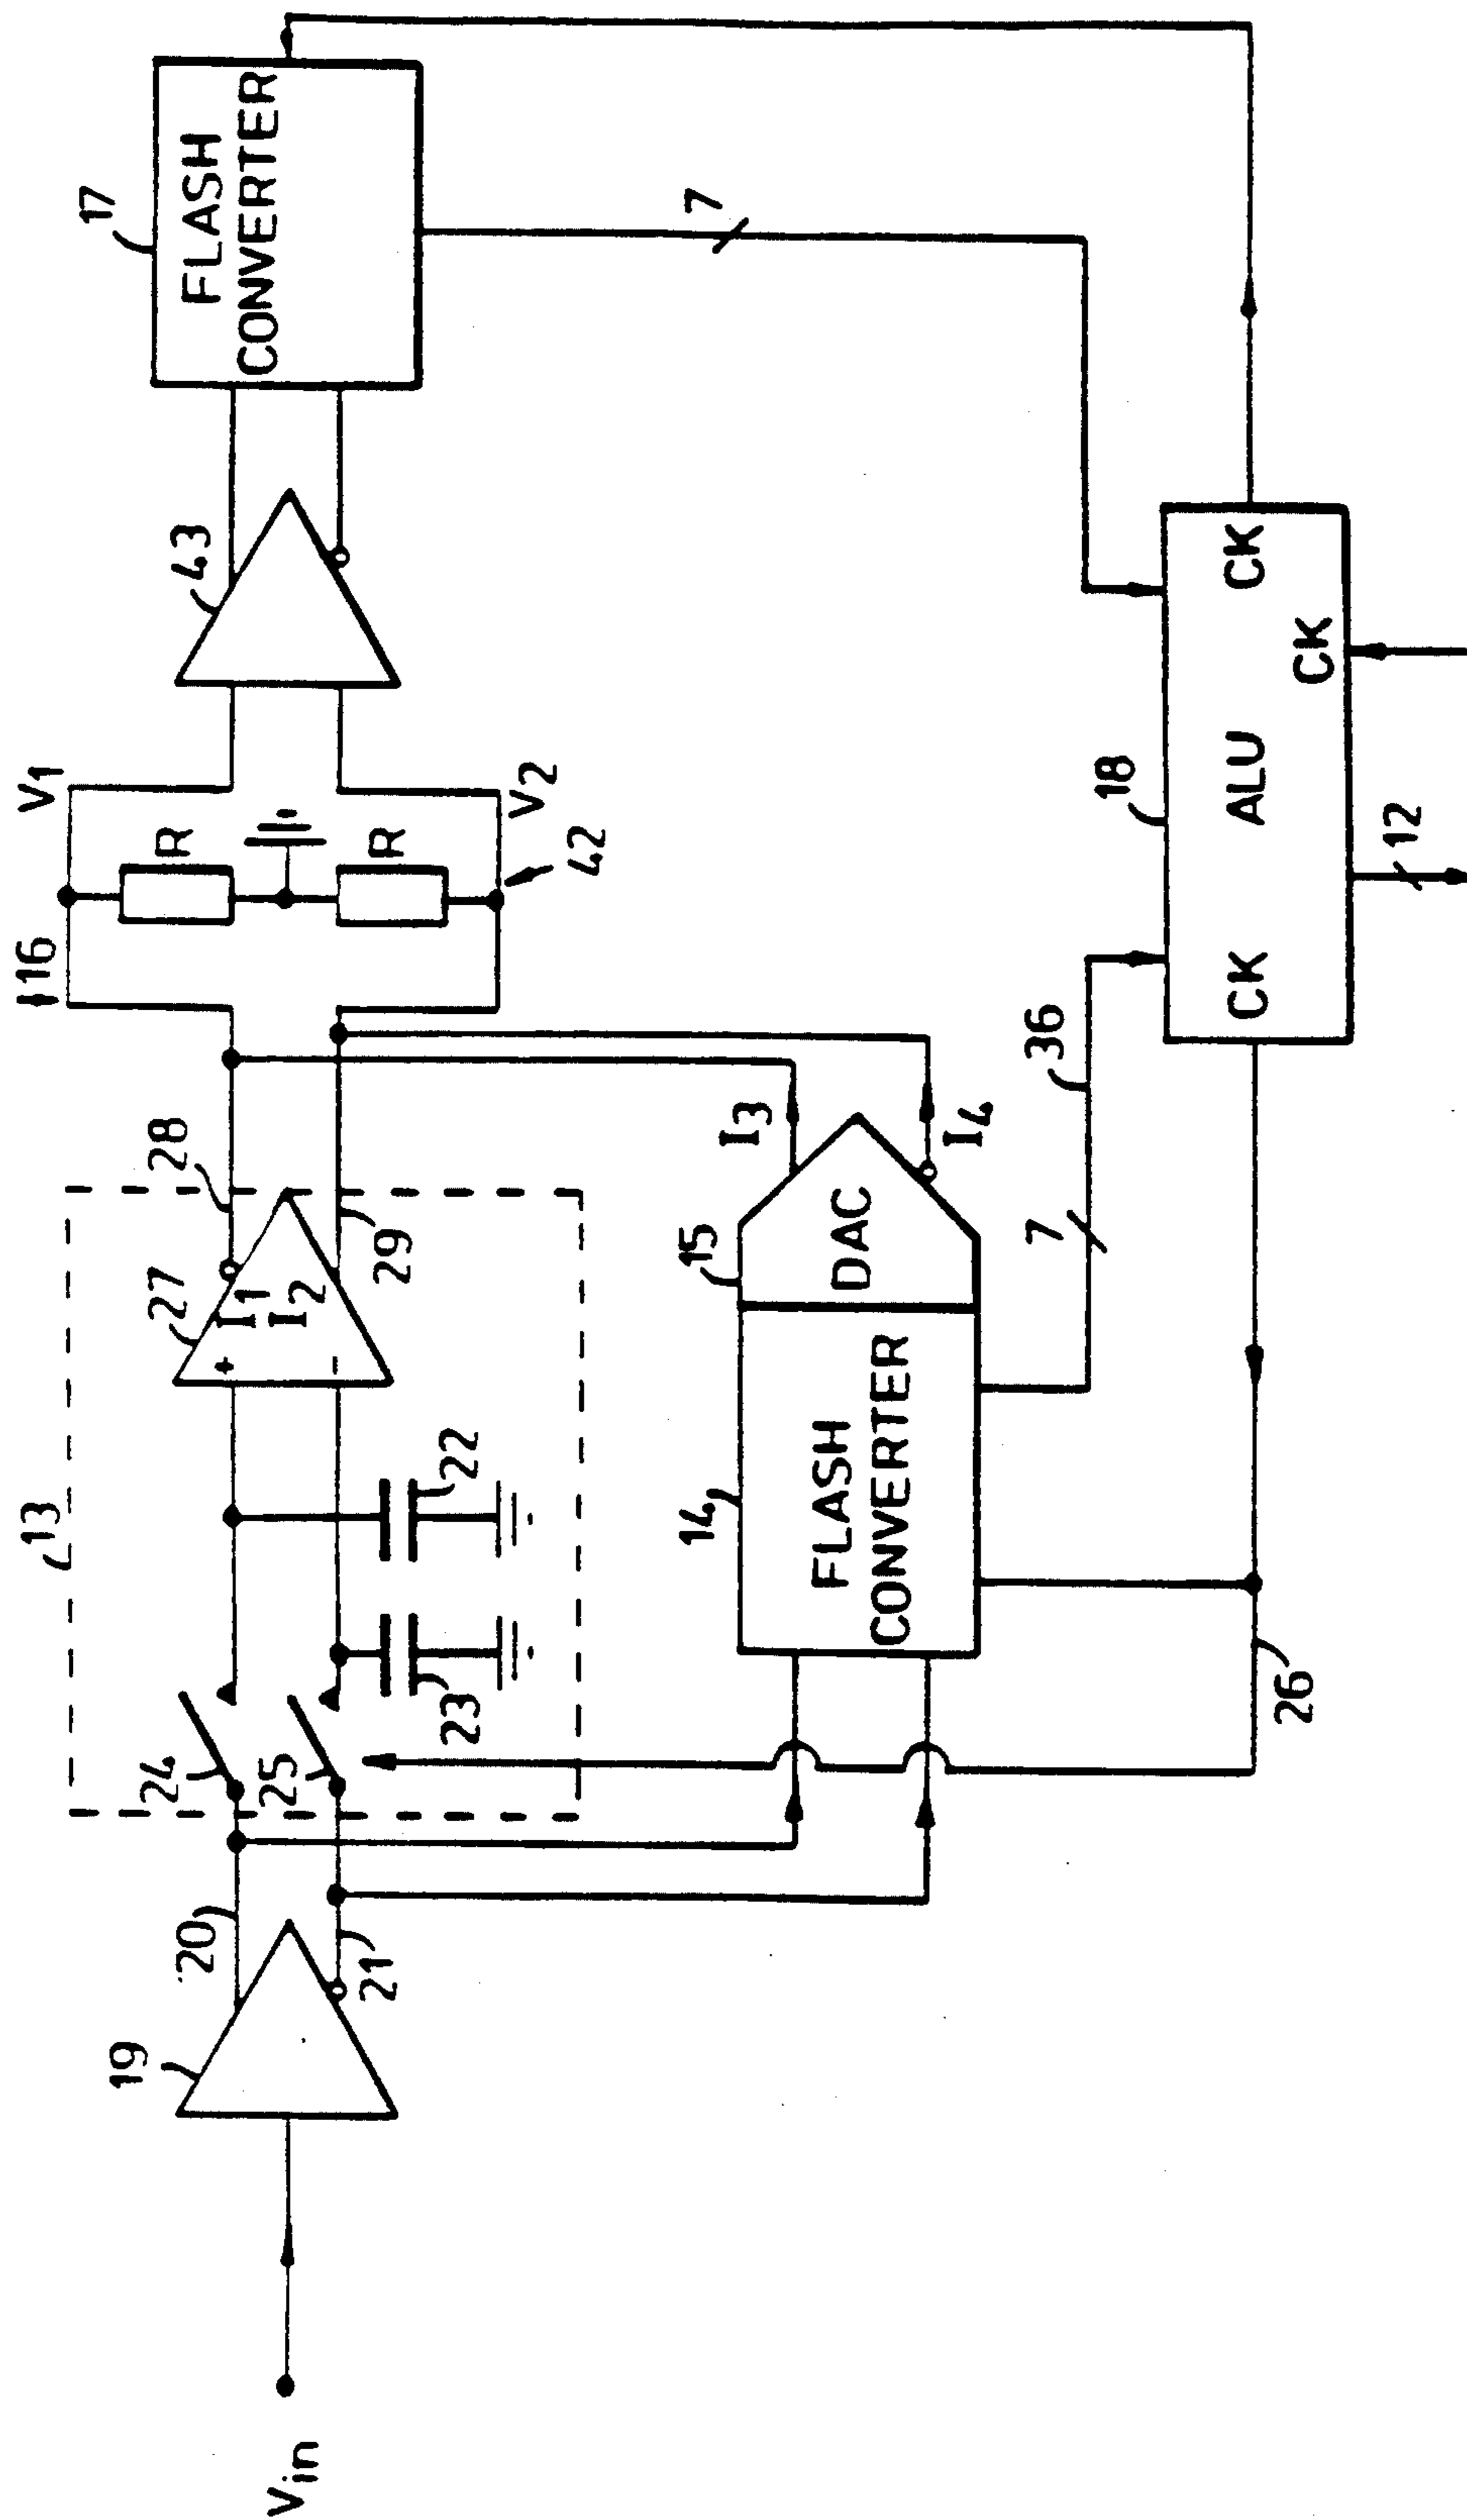 Vin
19
20
21
24
25
13
23
22
27
+
-
I1
I2
28
29
16
V1
R
R
V2
42
43
17
FLASH
CONVERTER
14
FLASH
CONVERTER
15
DAC
I3
I4
7
36
7
26
18
CK
ALU
CK
CK
12